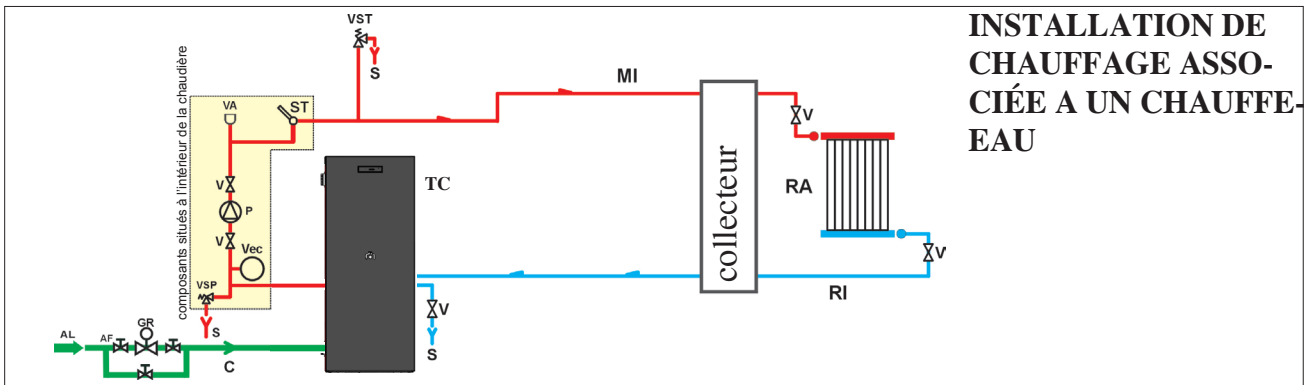 INSTALLATION DE
CHAUFFAGE ASSO-
CIÉE A UN CHAUFFE-
EAU
VST
S
MI
VA
ST
composants situés à l'intérieur de la chaudière
V
P
V
Vec
VSP
S
TC
collecteur
V
RA
V
RI
V
S
AL
AF
GR
C